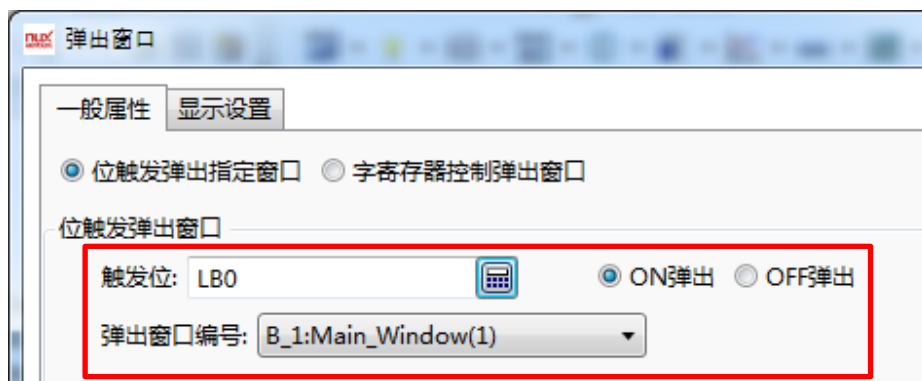 弹出窗口
一般属性 显示设置
位触发弹出指定窗口 字寄存器控制弹出窗口
位触发弹出窗口
触发位: LB0 ON弹出 OFF弹出
弹出窗口编号: B_1:Main_Window(1)